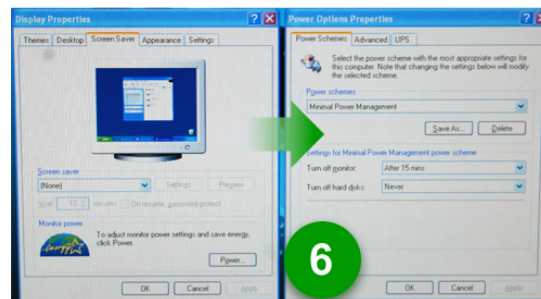 Display Properties
Themes Desktop Screen Saver Appearance Settings
Screen saver
(None)
Settings Preview
Wait: 10 minutes On resume, password protect
Monitor power
To adjust monitor power settings and save energy,
click Power.
Power...
OK Cancel Apply
Power Options Properties
Power Schemes Advanced UPS
Select the power scheme with the most appropriate settings for
this computer. Note that changing the settings below will modify
the selected scheme.
Power schemes
Minimal Power Management
Save As... Delete
Settings for Minimal Power Management power scheme
Turn off monitor: After 15 mins
Turn off hard disks: Never
OK Cancel Apply
6